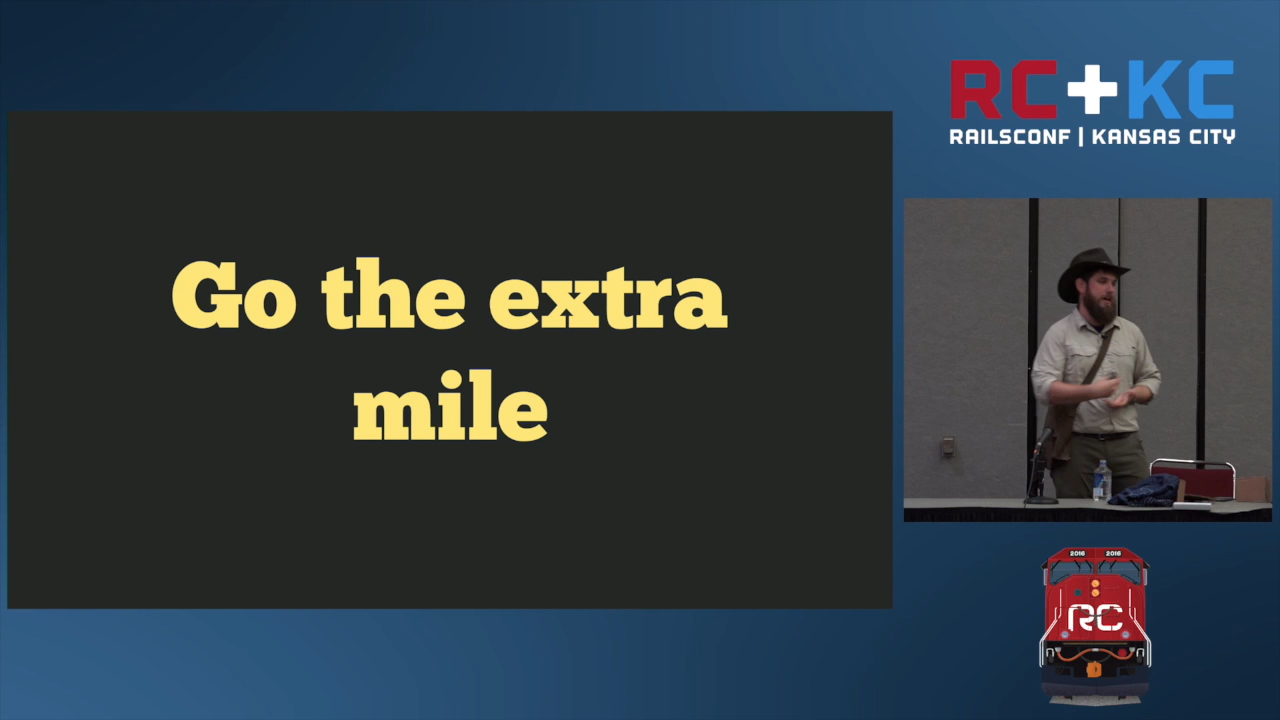 Go the extra
mile
RC+KC
RAILSCONF | KANSAS CITY
2016 2016
RC